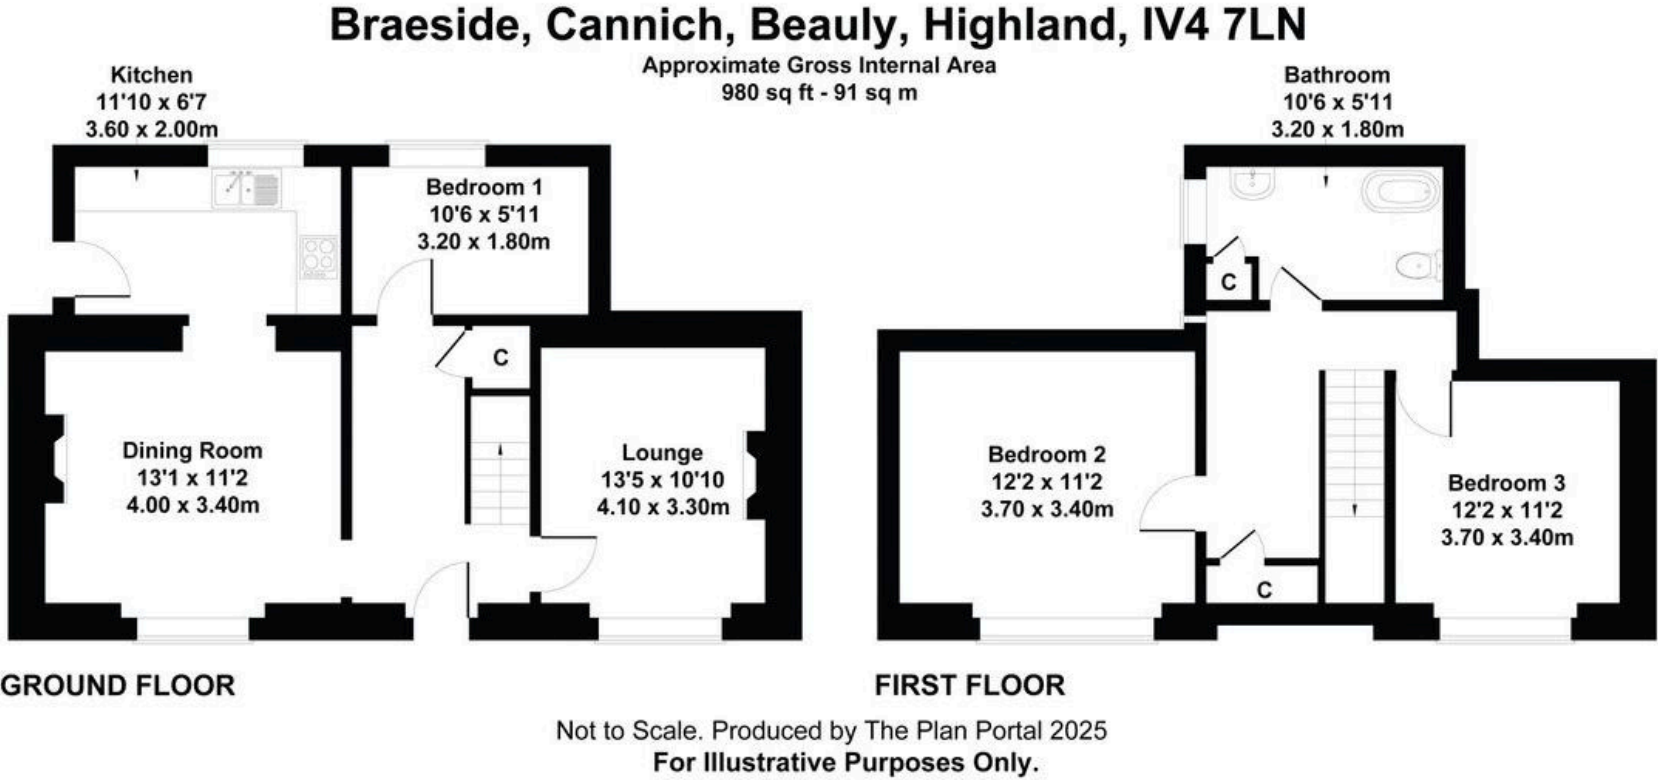 Braeside, Cannich, Beauly, Highland, IV4 7LN
Approximate Gross Internal Area
980 sq ft - 91 sq m
Kitchen
11'10 x 6'7
3.60 x 2.00m
Bedroom 1
10'6 x 5'11
3.20 x 1.80m
C
Dining Room
13'1 x 11'2
4.00 x 3.40m
Lounge
13'5 x 10'10
4.10 x 3.30m
GROUND FLOOR
Bathroom
10'6 x 5'11
3.20 x 1.80m
C
Bedroom 2
12'2 x 11'2
3.70 x 3.40m
Bedroom 3
12'2 x 11'2
3.70 x 3.40m
C
FIRST FLOOR
Not to Scale. Produced by The Plan Portal 2025
For Illustrative Purposes Only.